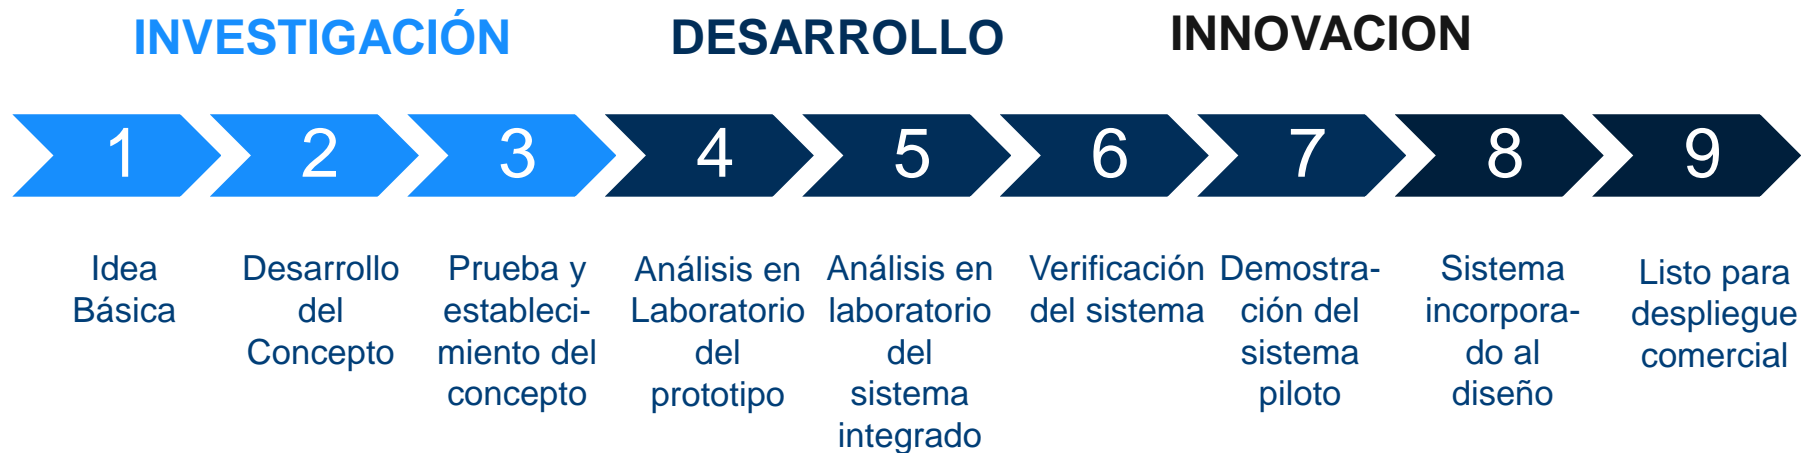 INVESTIGACIÓN
DESARROLLO
INNOVACION
1
2
3
4
5
6
7
8
9
Idea
Básica
Desarrollo
del
Concepto
Prueba y
estableci-
miento del
concepto
Análisis en
Laboratorio
del
prototipo
Análisis en
laboratorio
del
sistema
integrado
Verificación
del sistema
Demostra-
ción del
sistema
piloto
Sistema
incorpora-
do al
diseño
Listo para
despliegue
comercial